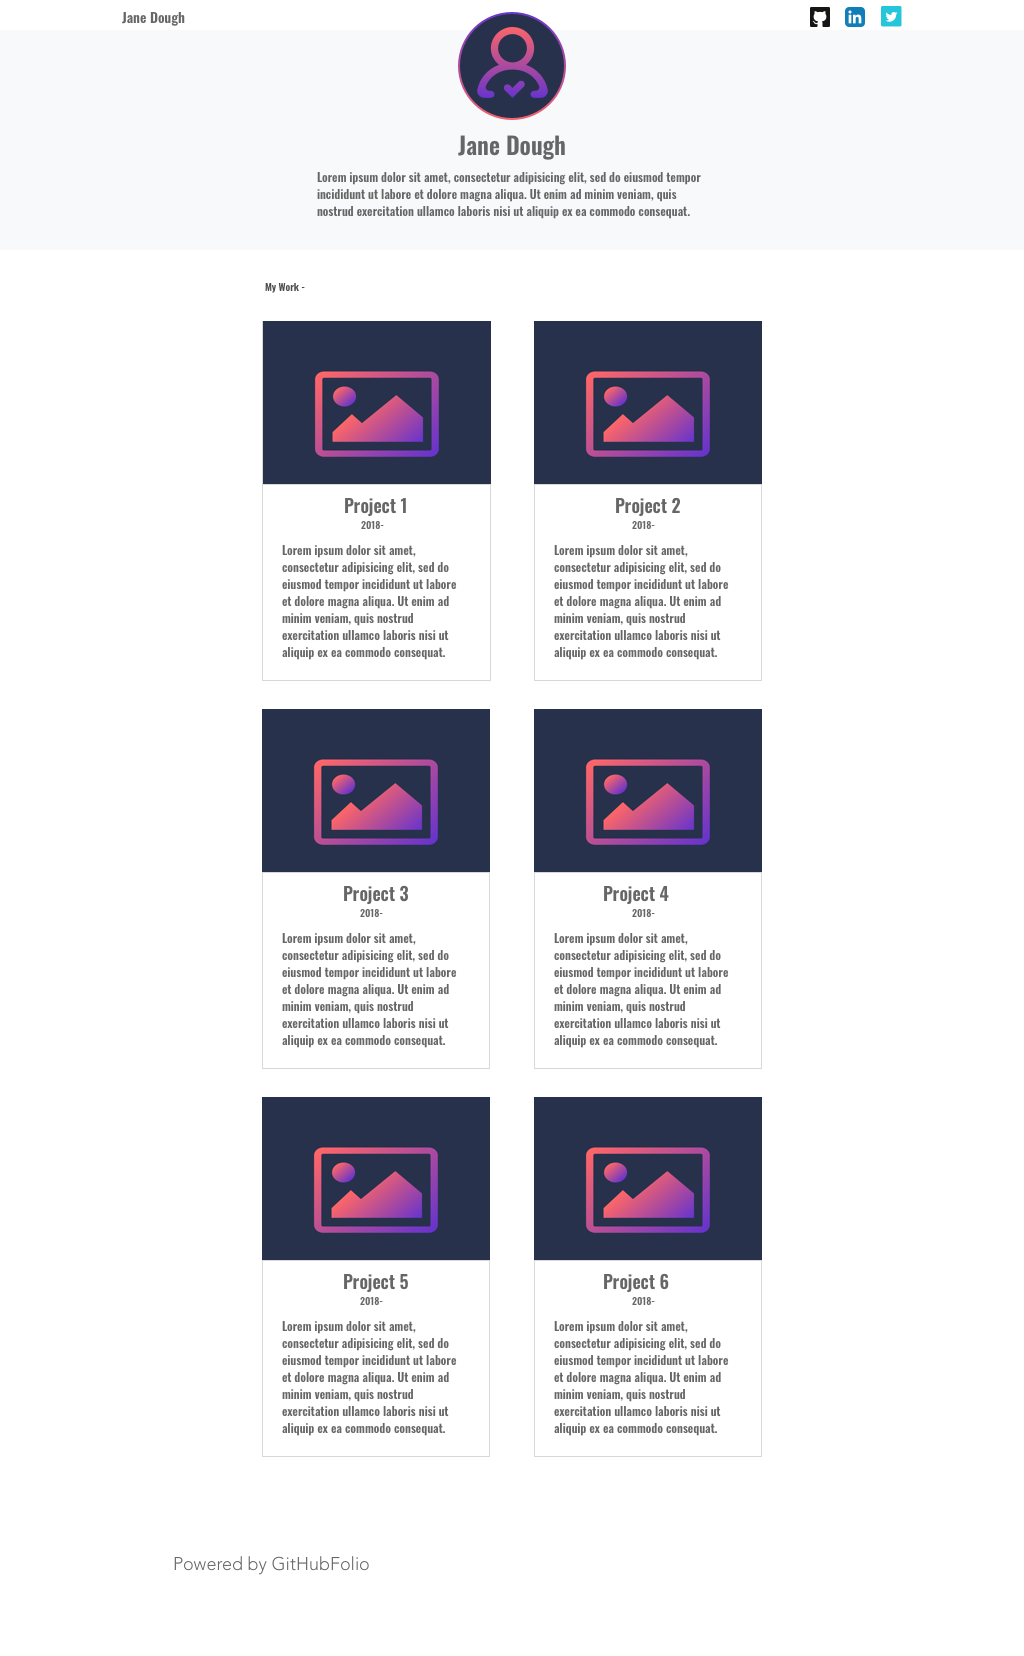 Jane Dough
in
Jane Dough
Lorem ipsum dolor sit amet, consectetur adipisicing elit, sed do eiusmod tempor
incididunt ut labore et dolore magna aliqua. Ut enim ad minim veniam, quis
nostrud exercitation ullamco laboris nisi ut aliquip ex ea commodo consequat.
My Work -
Project 1
2018-
Lorem ipsum dolor sit amet,
consectetur adipisicing elit, sed do
eiusmod tempor incididunt ut labore
et dolore magna aliqua. Ut enim ad
minim veniam, quis nostrud
exercitation ullamco laboris nisi ut
aliquip ex ea commodo consequat.
Project 2
2018-
Lorem ipsum dolor sit amet,
consectetur adipisicing elit, sed do
eiusmod tempor incididunt ut labore
et dolore magna aliqua. Ut enim ad
minim veniam, quis nostrud
exercitation ullamco laboris nisi ut
aliquip ex ea commodo consequat.
Project 3
2018-
Lorem ipsum dolor sit amet,
consectetur adipisicing elit, sed do
eiusmod tempor incididunt ut labore
et dolore magna aliqua. Ut enim ad
minim veniam, quis nostrud
exercitation ullamco laboris nisi ut
aliquip ex ea commodo consequat.
Project 4
2018-
Lorem ipsum dolor sit amet,
consectetur adipisicing elit, sed do
eiusmod tempor incididunt ut labore
et dolore magna aliqua. Ut enim ad
minim veniam, quis nostrud
exercitation ullamco laboris nisi ut
aliquip ex ea commodo consequat.
Project 5
2018-
Lorem ipsum dolor sit amet,
consectetur adipisicing elit, sed do
eiusmod tempor incididunt ut labore
et dolore magna aliqua. Ut enim ad
minim veniam, quis nostrud
exercitation ullamco laboris nisi ut
aliquip ex ea commodo consequat.
Project 6
2018-
Lorem ipsum dolor sit amet,
consectetur adipisicing elit, sed do
eiusmod tempor incididunt ut labore
et dolore magna aliqua. Ut enim ad
minim veniam, quis nostrud
exercitation ullamco laboris nisi ut
aliquip ex ea commodo consequat.
Powered by GitHubFolio